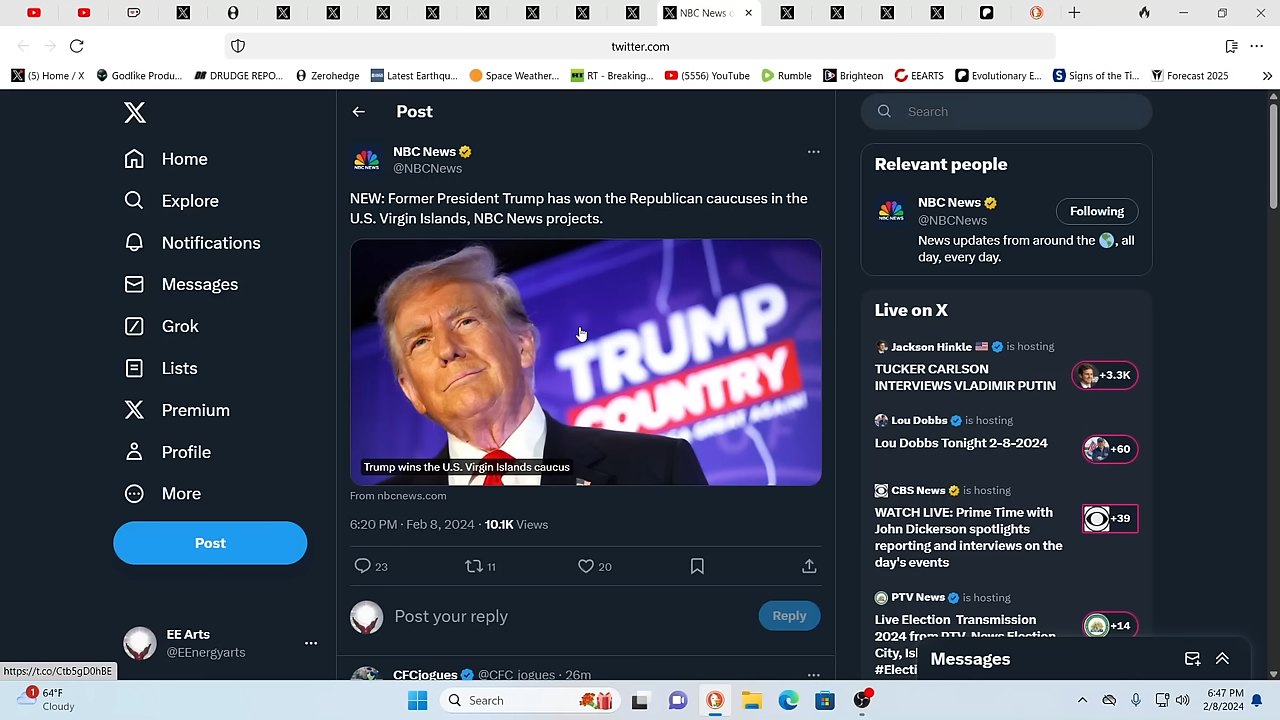 NBC News c
twitter.com
(5) Home / X
Godlike Produ...
DRUDGE REPO...
Zerohedge
Latest Earthqu...
Space Weather...
RT - Breaking...
(5556) YouTube
Rumble
Brighteon
EEARTS
Evolutionary E...
Signs of the Ti...
Forecast 2025
Home
Explore
Notifications
Messages
Grok
Lists
Premium
Profile
More
Post
EE Arts
@EEnergyarts
https://t.co/Ctb5gD0hBE
Post
NBC News
@NBCNews
NEW: Former President Trump has won the Republican caucuses in the
U.S. Virgin Islands, NBC News projects.
TRUMP
COUNTRY
Trump wins the U.S. Virgin Islands caucus
From nbcnews.com
6:20 PM · Feb 8, 2024 · 10.1K Views
23
11
20
Post your reply
Reply
CFCjogues @CFC_jogues · 26m
Search
Relevant people
NBC News
@NBCNews
Following
News updates from around the 🌎, all
day, every day.
Live on X
Jackson Hinkle 🇺🇸 is hosting
TUCKER CARLSON
INTERVIEWS VLADIMIR PUTIN
+3.3K
Lou Dobbs is hosting
Lou Dobbs Tonight 2-8-2024
+60
CBS News is hosting
WATCH LIVE: Prime Time with
John Dickerson spotlights
reporting and interviews on the
day's events
+39
PTV News is hosting
Live Election Transmission
2024 from PTV News Election
City, Isl
#Electi
+14
Messages
1
64°F
Cloudy
Search
6:47 PM
2/8/2024